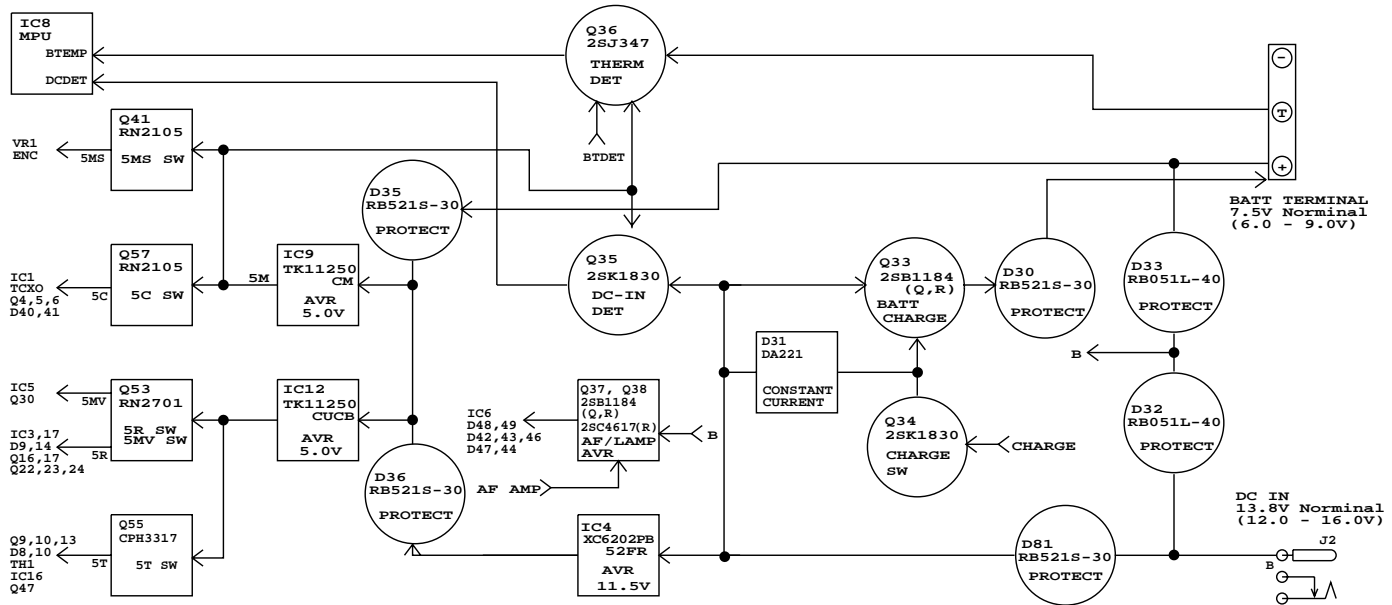 IC8
MPU
BTEMP
DCDET
Q36
2SJ347
THERM
DET
BTDET
-
T
+
BATT TERMINAL
7.5V Norminal
(6.0 - 9.0V)
Q41
RN2105
5MS SW
5MS
VR1
ENC
D35
RB521S-30
PROTECT
Q57
RN2105
5C SW
5C
IC1
TCXO
Q4,5,6
D40,41
5M
IC9
TK11250
CM
AVR
5.0V
Q35
2SK1830
DC-IN
DET
Q33
2SB1184
(Q,R)
BATT
CHARGE
D30
RB521S-30
PROTECT
D33
RB051L-40
PROTECT
B
D31
DA221
CONSTANT
CURRENT
D32
RB051L-40
PROTECT
Q53
RN2701
5R SW
5MV SW
5MV
5R
IC5
Q30
IC3,17
D9,14
Q16,17
Q22,23,24
IC12
TK11250
CUCB
AVR
5.0V
IC6
D48,49
D42,43,46
D47,44
Q37, Q38
2SB1184
(Q,R)
2SC4617(R)
AF/LAMP
AVR
B
AF AMP
Q34
2SK1830
CHARGE
SW
CHARGE
D36
RB521S-30
PROTECT
Q55
CPH3317
5T SW
5T
Q9,10,13
D8,10
TH1
IC16
Q47
IC4
XC6202PB
52FR
AVR
11.5V
D81
RB521S-30
PROTECT
DC IN
13.8V Norminal
(12.0 - 16.0V)
J2
B